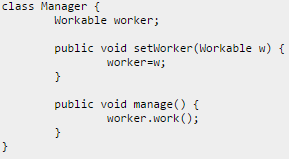 class Manager {
        Workable worker;

        public void setWorker(Workable w) {
                worker=w;
        }

        public void manage() {
                worker.work();
        }
}